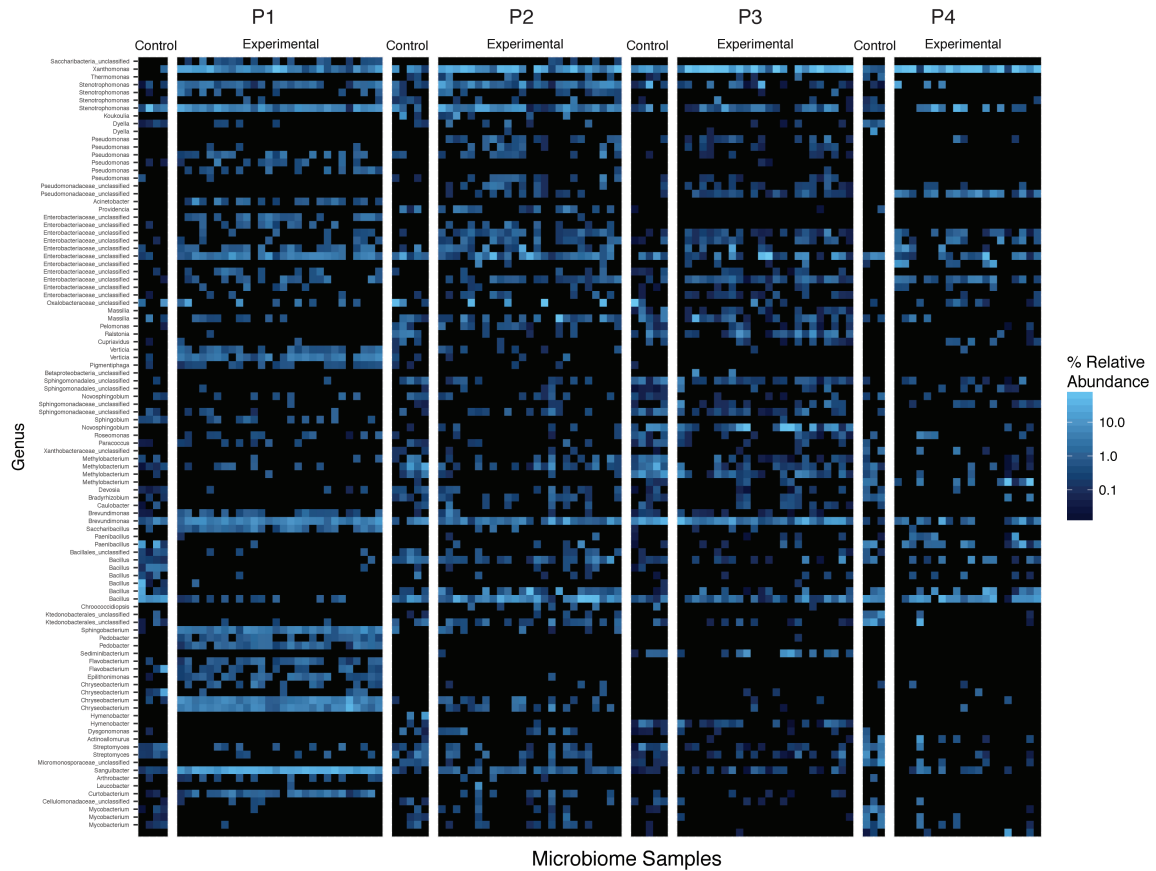 P1 P2 P3 P4
Control Experimental Control Experimental Control Experimental Control Experimental
Saccharibacteria_unclassified
Xanthomonas
Thermomonas
Stenotrophomonas
Stenotrophomonas
Stenotrophomonas
Stenotrophomonas
Koukoulia
Dyella
Dyella
Pseudomonas
Pseudomonas
Pseudomonas
Pseudomonas
Pseudomonas
Pseudomonas
Pseudomonadaceae_unclassified
Pseudomonadaceae_unclassified
Acinetobacter
Providencia
Enterobacteriaceae_unclassified
Enterobacteriaceae_unclassified
Enterobacteriaceae_unclassified
Enterobacteriaceae_unclassified
Enterobacteriaceae_unclassified
Enterobacteriaceae_unclassified
Enterobacteriaceae_unclassified
Enterobacteriaceae_unclassified
Enterobacteriaceae_unclassified
Enterobacteriaceae_unclassified
Enterobacteriaceae_unclassified
Oxalobacteraceae_unclassified
Massilia
Massilia
Pelomonas
Ralstonia
Cupriavidus
Verticia
Verticia
Pigmentiphaga
Betaproteobacteria_unclassified
Sphingomonadales_unclassified
Sphingomonadales_unclassified
Novosphingobium
Sphingomonadaceae_unclassified
Sphingomonadaceae_unclassified
Sphingobium
Novosphingobium
Roseomonas
Paracoccus
Xanthobacteraceae_unclassified
Methylobacterium
Methylobacterium
Methylobacterium
Methylobacterium
Devosia
Bradyrhizobium
Caulobacter
Brevundimonas
Brevundimonas
Saccharibacillus
Paenibacillus
Paenibacillus
Bacillales_unclassified
Bacillus
Bacillus
Bacillus
Bacillus
Bacillus
Bacillus
Chroococcidiopsis
Ktedonobacterales_unclassified
Ktedonobacterales_unclassified
Sphingobacterium
Pedobacter
Pedobacter
Sediminibacterium
Flavobacterium
Flavobacterium
Epilithonimonas
Chryseobacterium
Chryseobacterium
Chryseobacterium
Chryseobacterium
Hymenobacter
Hymenobacter
Dysgonomonas
Actinoallomurus
Streptomyces
Streptomyces
Micromonosporaceae_unclassified
Sanguibacter
Arthrobacter
Leucobacter
Curtobacterium
Cellulomonadaceae_unclassified
Mycobacterium
Mycobacterium
Mycobacterium
Genus
Microbiome Samples
% Relative
Abundance
10.0
1.0
0.1